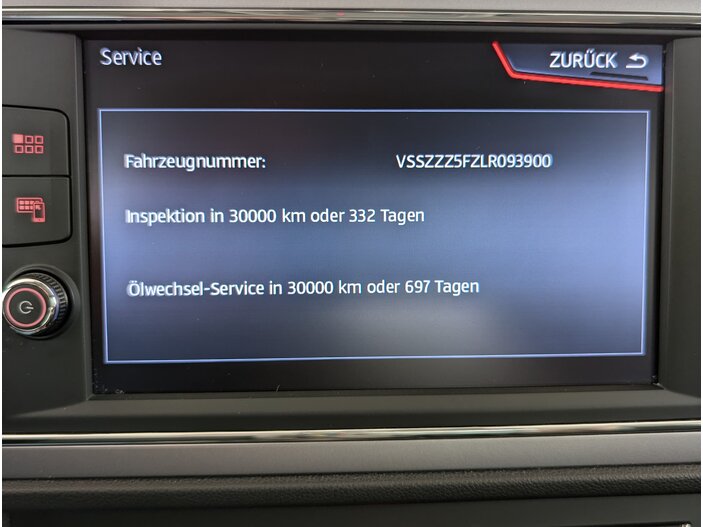 Service
ZURÜCK
Fahrzeugnummer: VSSZZZ5FZLR093900
Inspektion in 30000 km oder 332 Tagen
Ölwechsel-Service in 30000 km oder 697 Tagen